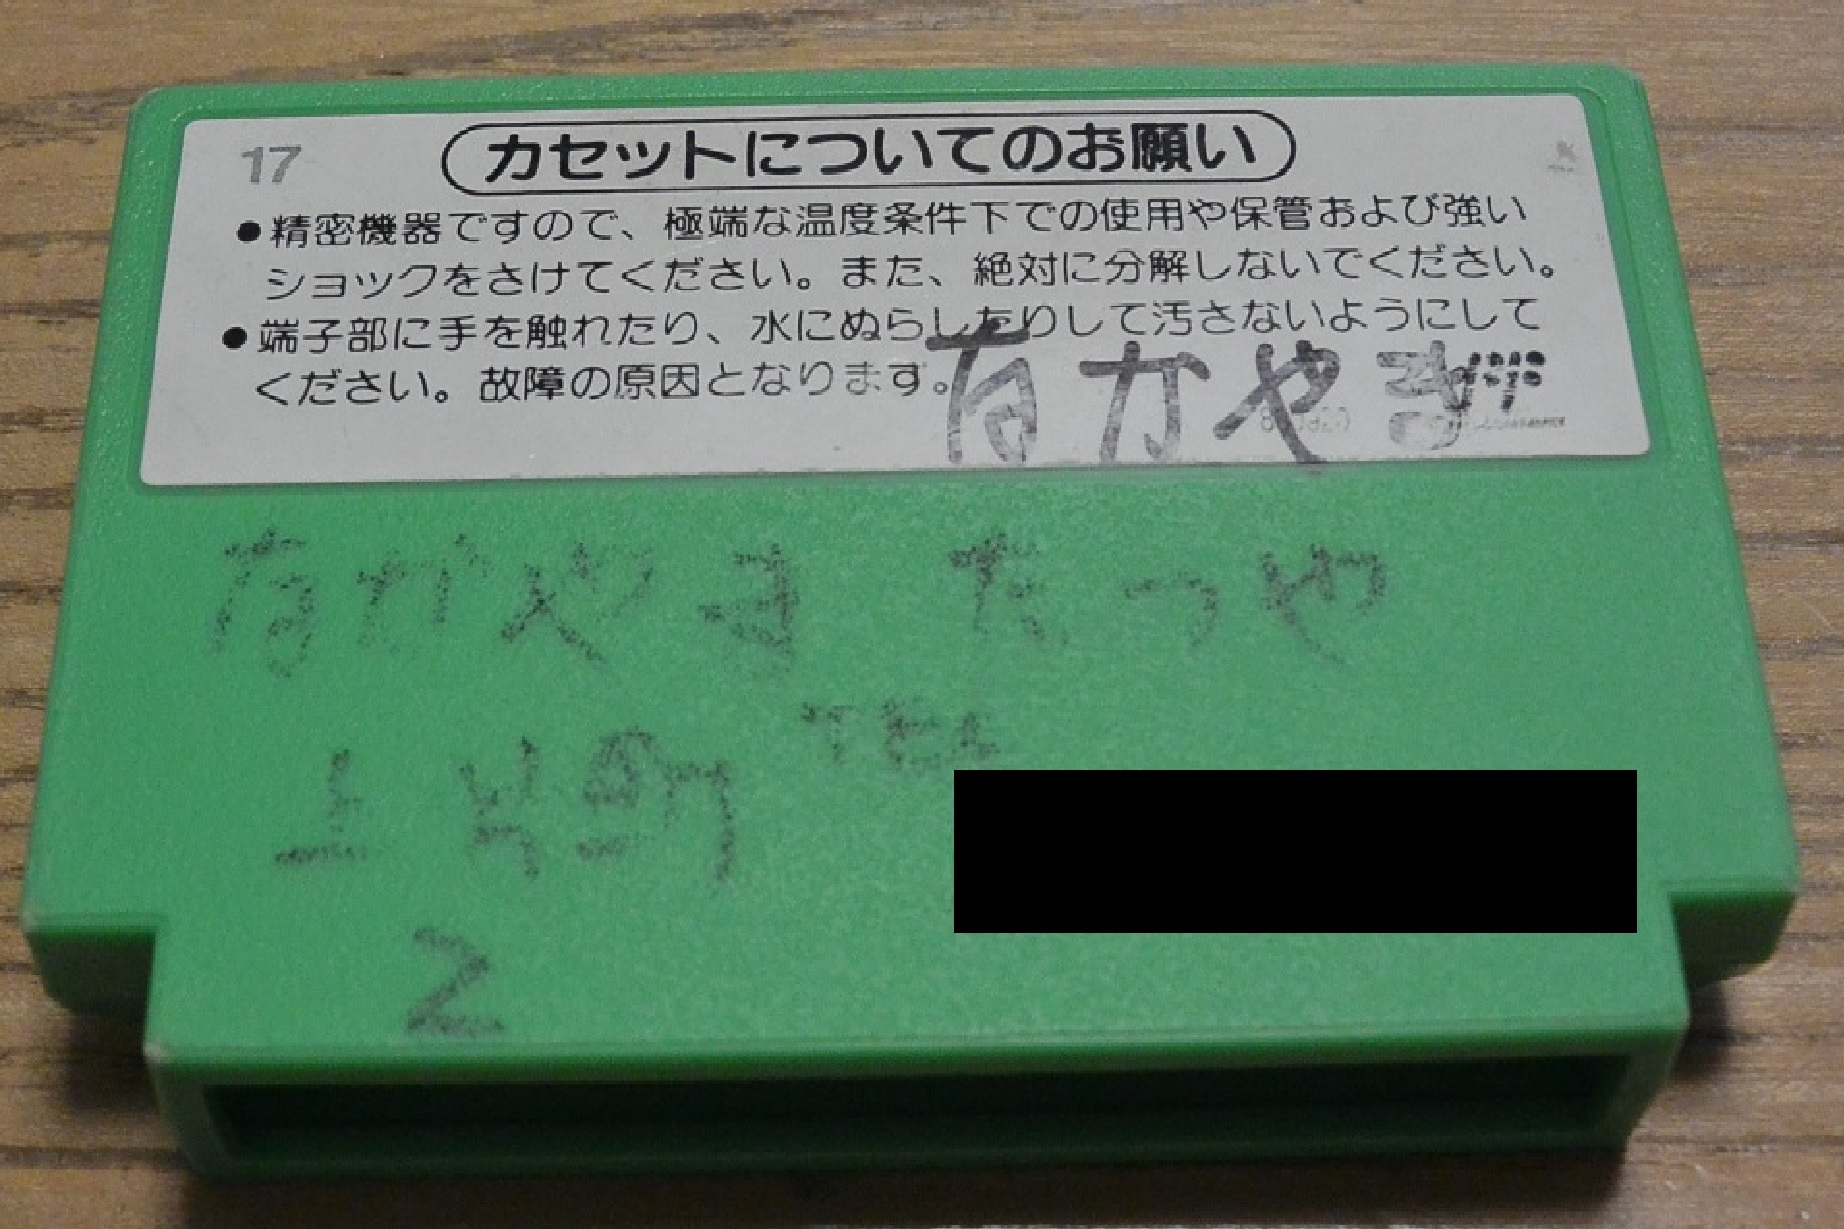 17
カセットについてのお願い
●精密機器ですので、極端な温度条件下での使用や保管および強い
ショックをさけてください。また、絶対に分解しないでください。
●端子部に手を触れたり、水にぬらしたりして汚さないようにして
ください。故障の原因となります。
なかやま
ながやま たつや
TEL
2